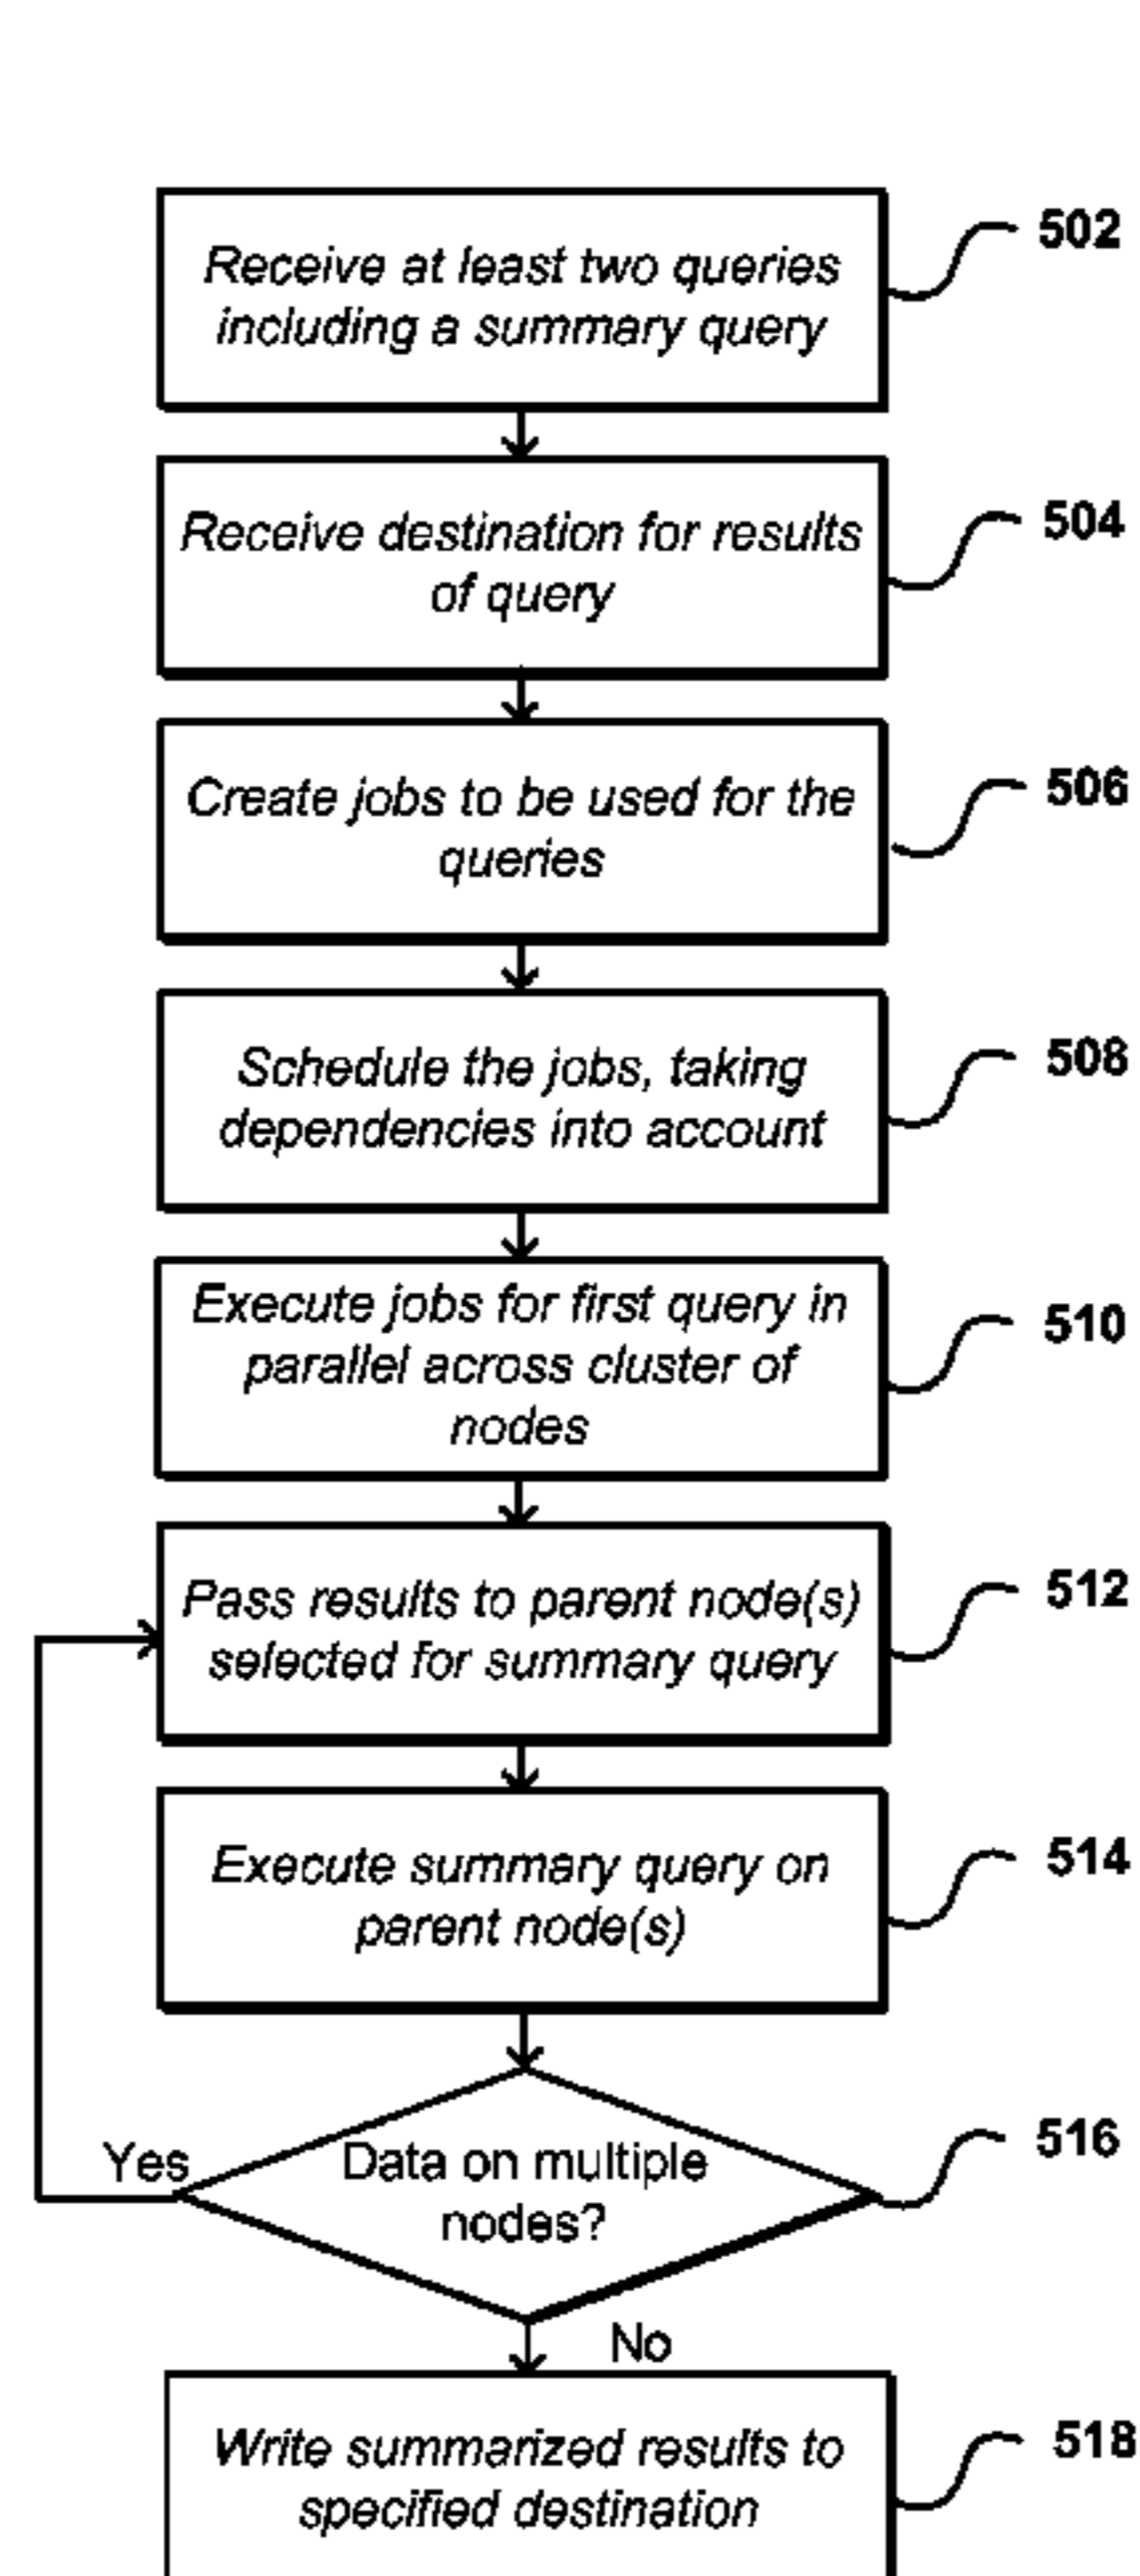 Receive at least two queries
including a summary query
502
Receive destination for results
of query
504
Create jobs to be used for the
queries
506
Schedule the jobs, taking
dependencies into account
508
Execute jobs for first query in
parallel across cluster of
nodes
510
Pass results to parent node(s)
selected for summary query
512
Execute summary query on
parent node(s)
514
Data on multiple
nodes?
516
Yes
No
Write summarized results to
specified destination
518